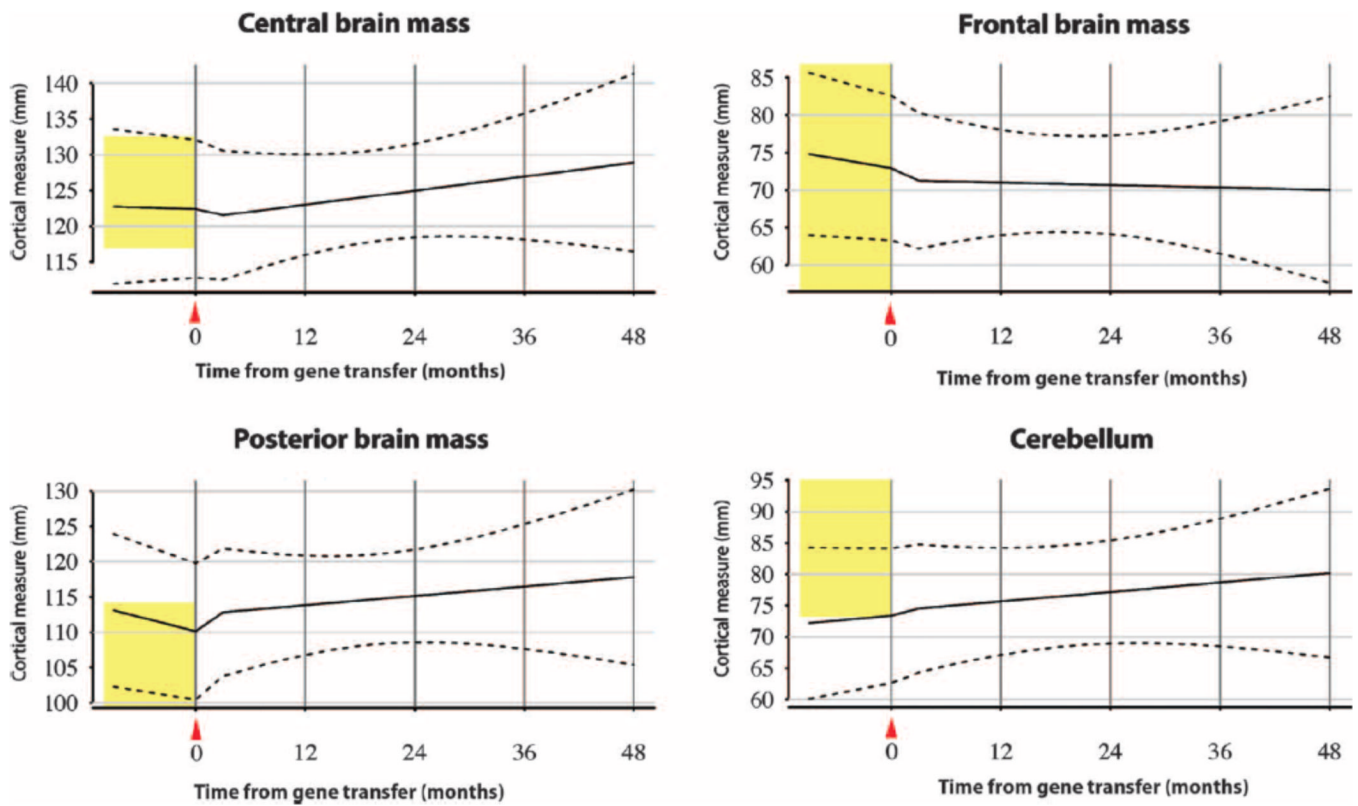 Central brain mass
Cortical measure (mm)
140
135
130
125
120
115
0 12 24 36 48
Time from gene transfer (months)
Frontal brain mass
Cortical measure (mm)
85
80
75
70
65
60
0 12 24 36 48
Time from gene transfer (months)
Posterior brain mass
Cortical measure (mm)
130
125
120
115
110
105
100
0 12 24 36 48
Time from gene transfer (months)
Cerebellum
Cortical measure (mm)
95
90
85
80
75
70
65
60
0 12 24 36 48
Time from gene transfer (months)